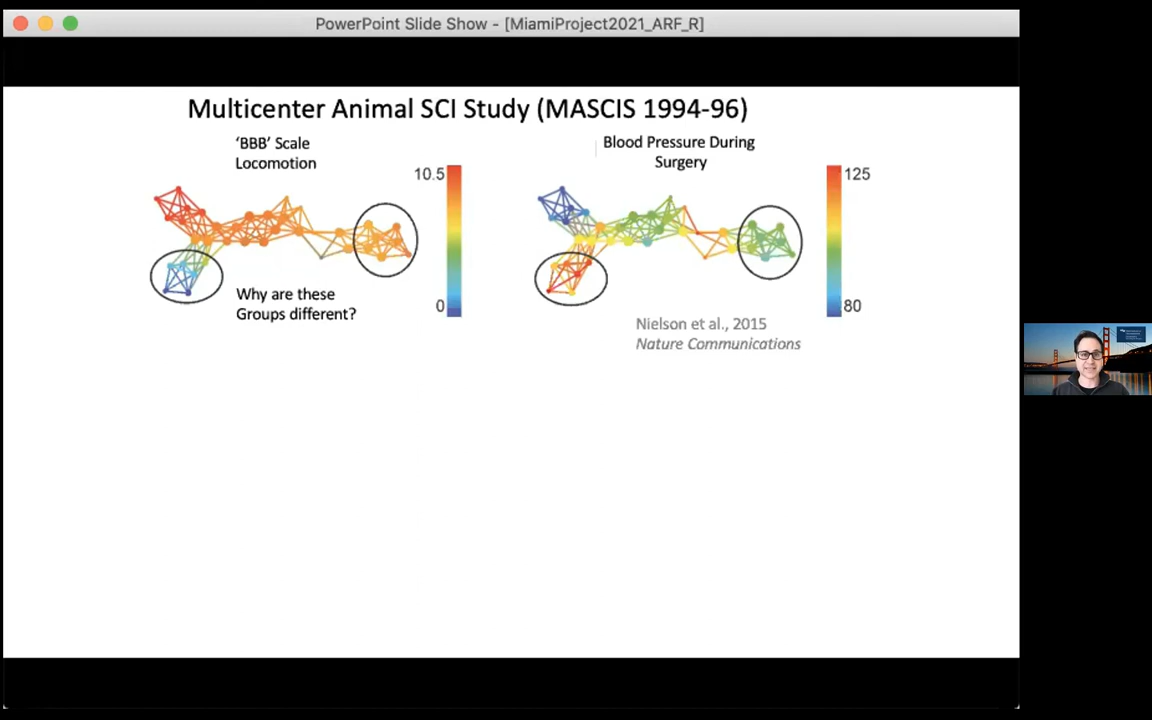 PowerPoint Slide Show - [MiamiProject2021_ARF_R]
Multicenter Animal SCI Study (MASCIS 1994-96)
‘BBB’ Scale
Locomotion
10.5
0
Why are these
Groups different?
Blood Pressure During
Surgery
125
80
Nielson et al., 2015
Nature Communications